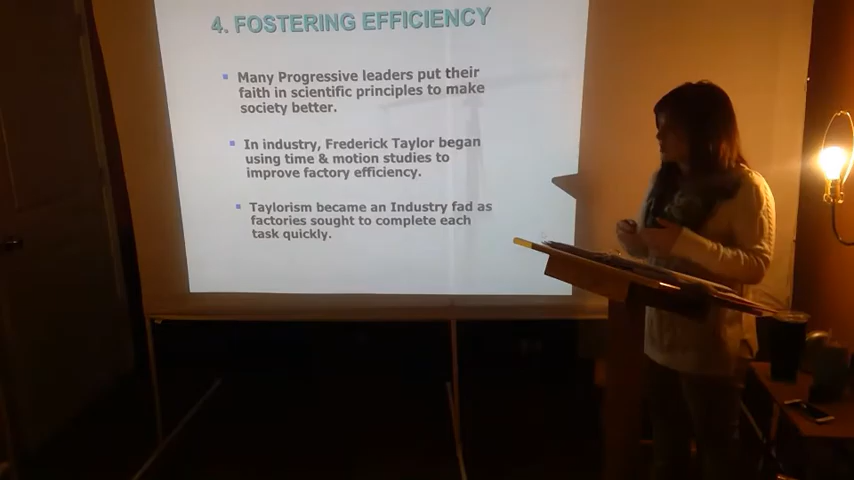 4. FOSTERING EFFICIENCY
Many Progressive leaders put their
faith in scientific principles to make
society better.
In industry, Frederick Taylor began
using time & motion studies to
improve factory efficiency.
Taylorism became an Industry fad as
factories sought to complete each
task quickly.